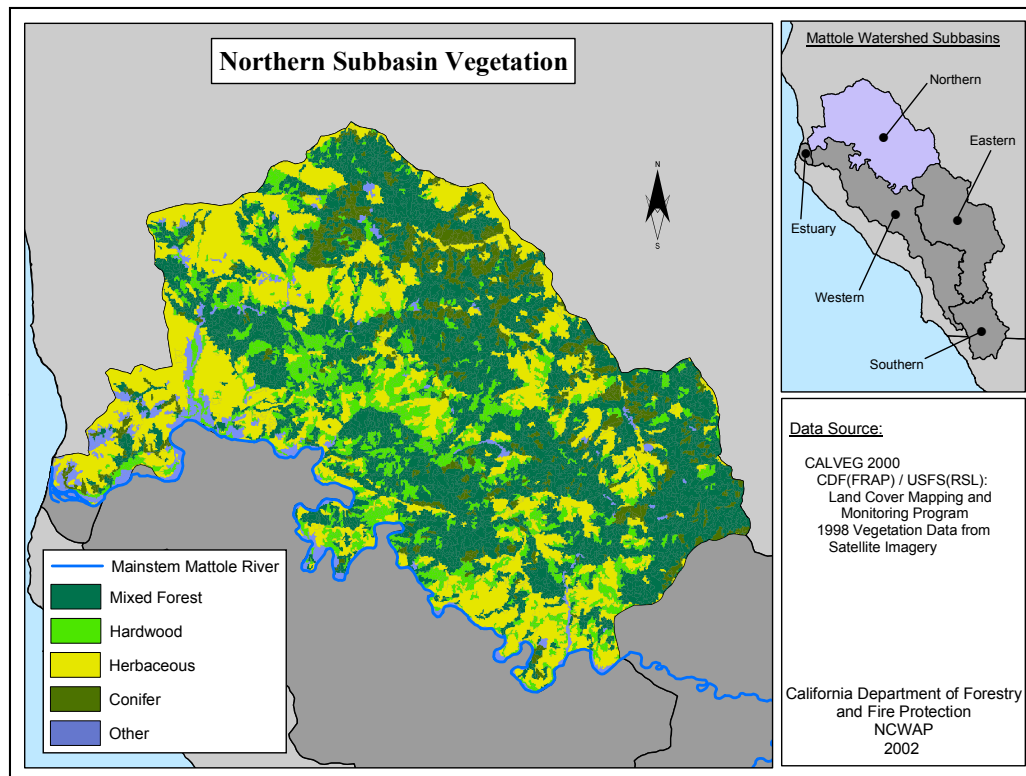 Northern Subbasin Vegetation
N
S
Mainstem Mattole River
Mixed Forest
Hardwood
Herbaceous
Conifer
Other
Mattole Watershed Subbasins
Northern
Eastern
Estuary
Western
Southern
Data Source:
CALVEG 2000
CDF(FRAP) / USFS(RSL):
Land Cover Mapping and
Monitoring Program
1998 Vegetation Data from
Satellite Imagery
California Department of Forestry
and Fire Protection
NCWAP
2002